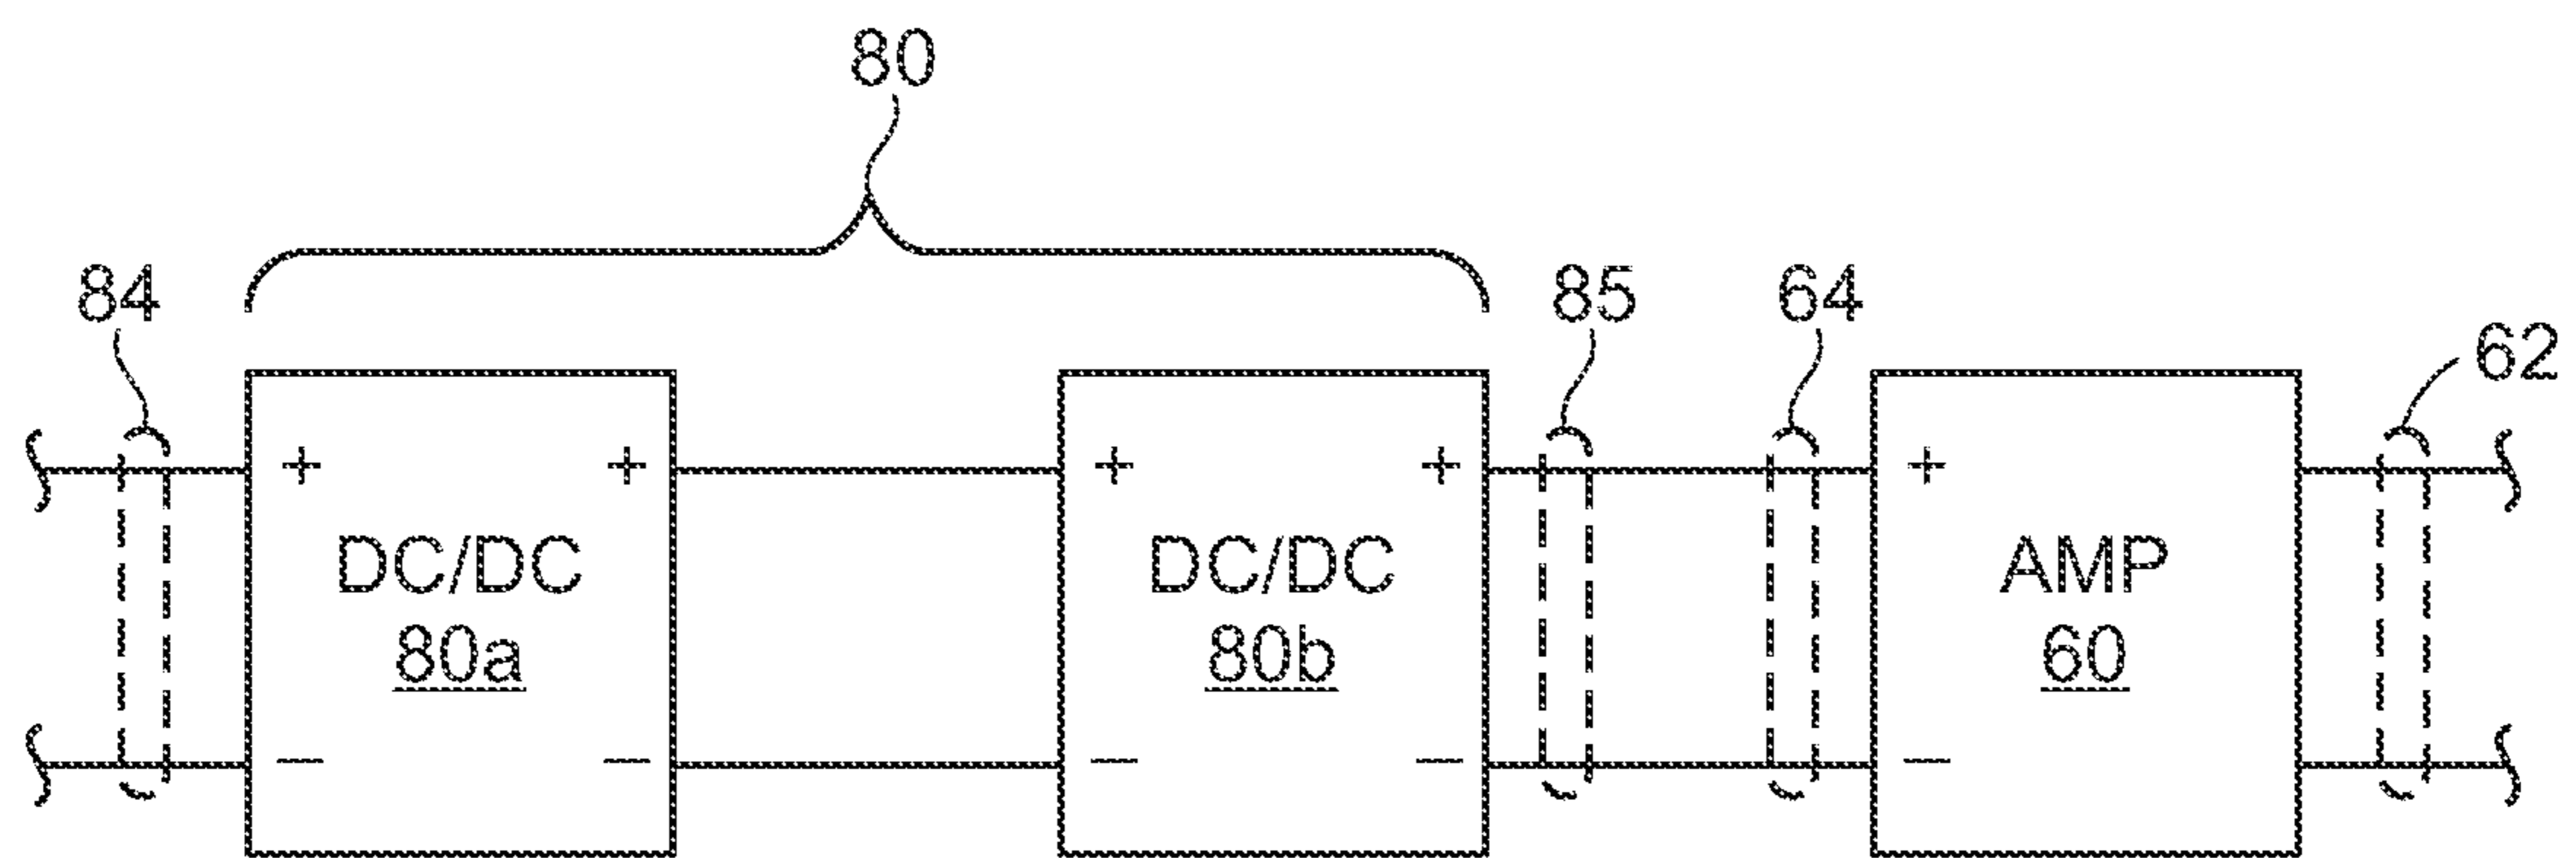 80
84
85
64
62
+ + + + +
DC/DC
80a
DC/DC
80b
AMP
60
− − − − −